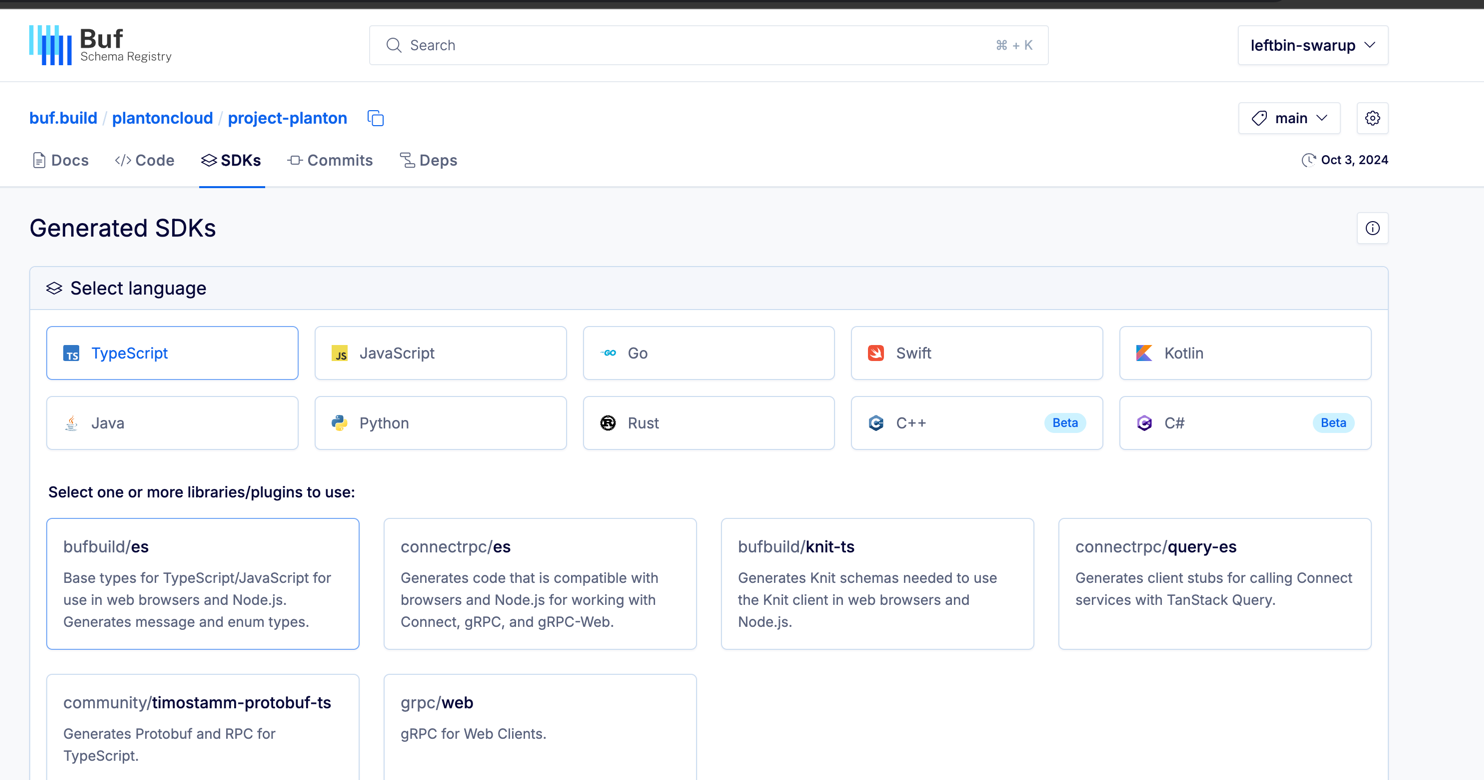 Buf
Schema Registry
Search
⌘ + K
leftbin-swarup
buf.build / plantoncloud / project-planton
main
Docs
</> Code
SDKs
Commits
Deps
Oct 3, 2024
Generated SDKs
Select language
TS TypeScript
JS JavaScript
GO Go
Swift
Kotlin
Java
Python
Rust
C++ Beta
C# Beta
Select one or more libraries/plugins to use:
bufbuild/es
Base types for TypeScript/JavaScript for
use in web browsers and Node.js.
Generates message and enum types.
connectrpc/es
Generates code that is compatible with
browsers and Node.js for working with
Connect, gRPC, and gRPC-Web.
bufbuild/knit-ts
Generates Knit schemas needed to use
the Knit client in web browsers and
Node.js.
connectrpc/query-es
Generates client stubs for calling Connect
services with TanStack Query.
community/timostamm-protobuf-ts
Generates Protobuf and RPC for
TypeScript.
grpc/web
gRPC for Web Clients.